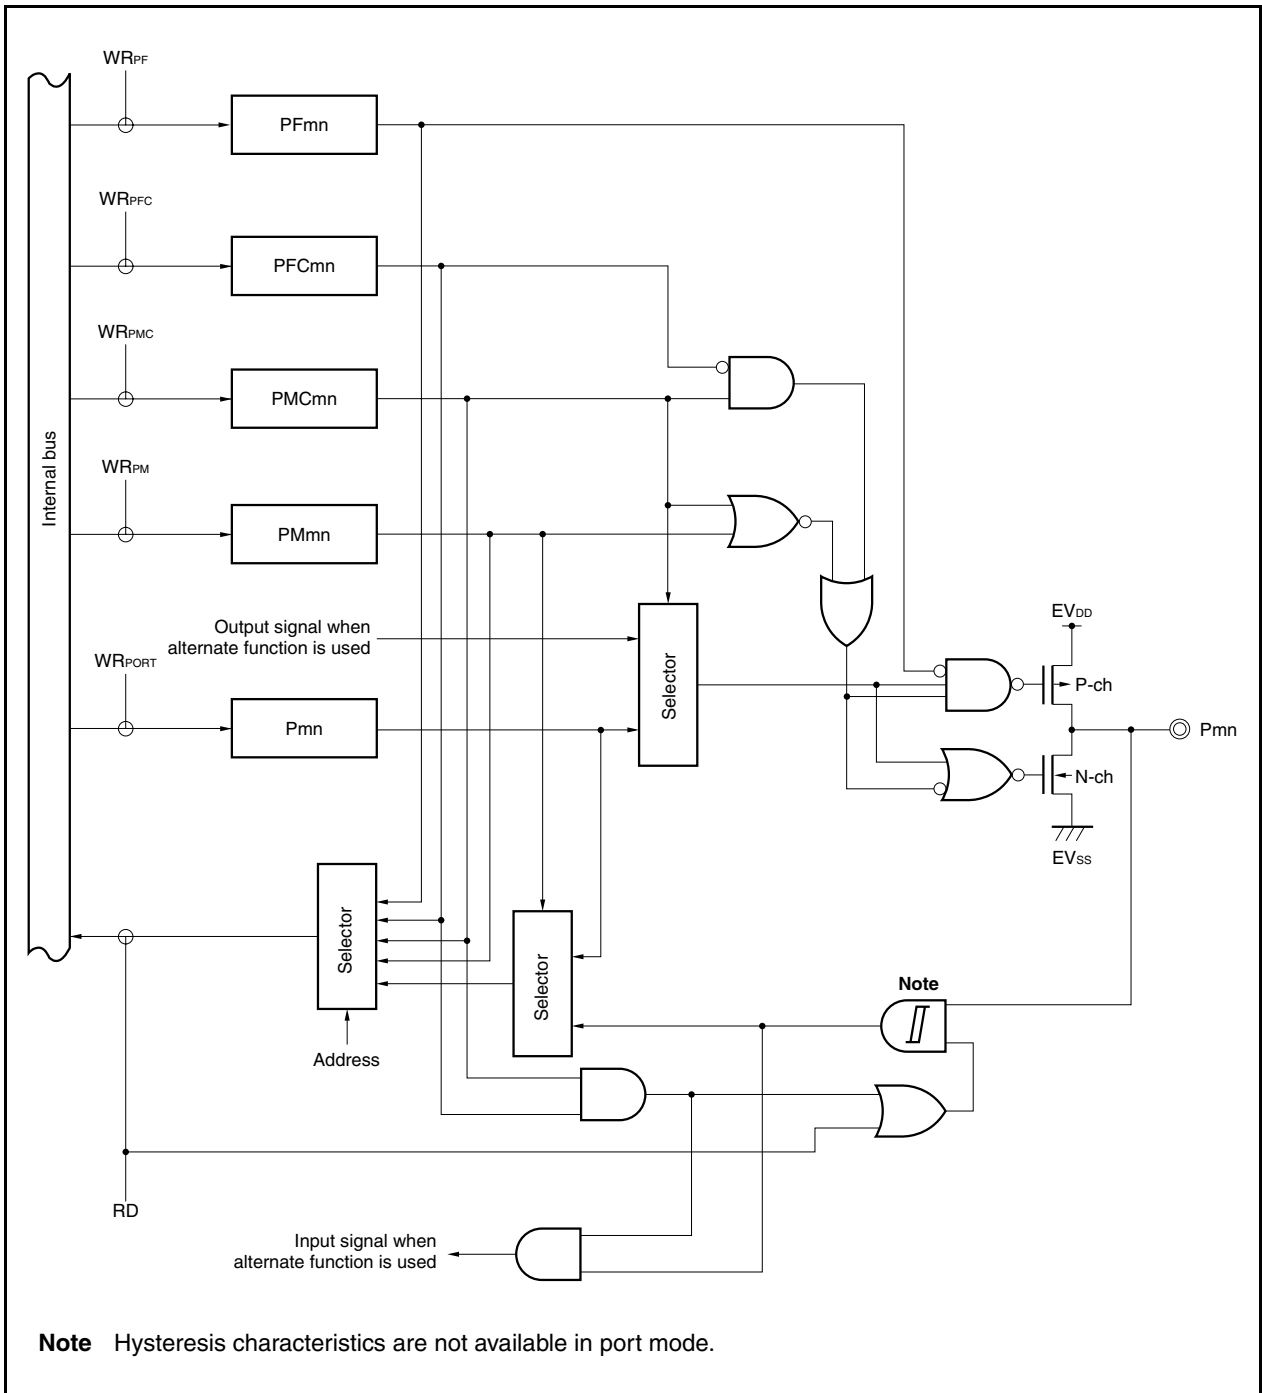 WRPF
PFmn
WRPFC
PFCmn
WRPMC
PMCmn
Internal bus
WRPM
PMmn
Output signal when
alternate function is used
WRPORT
Pmn
Selector
EVDD
P-ch
Pmn
N-ch
EVSS
Selector
Selector
Note
Address
RD
Input signal when
alternate function is used
Note Hysteresis characteristics are not available in port mode.